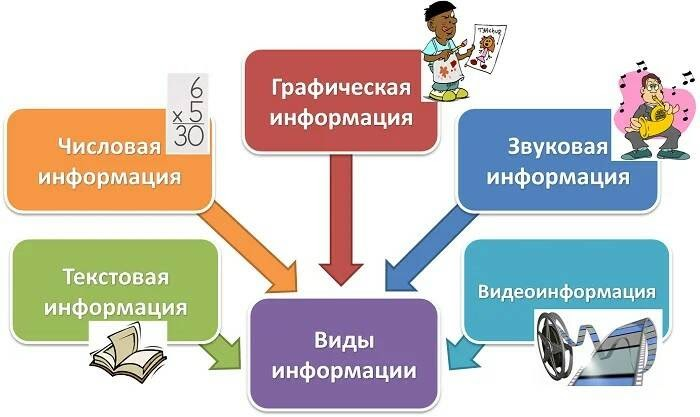 Графическая
информация
Числовая
информация
6
x 5
30
Звуковая
информация
Текстовая
информация
Видеоинформация
Виды
информации